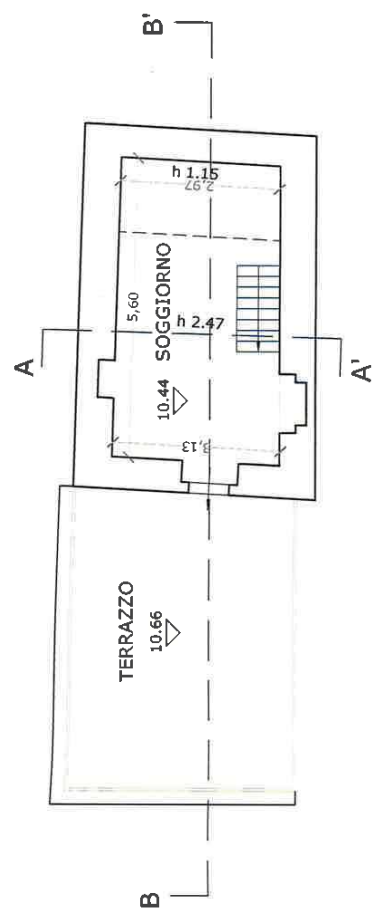 B'
h 1.15
2,97
A
5,60
SOGGIORNO
h 2.47
10.44
A'
3,13
TERRAZZO
10.66
B